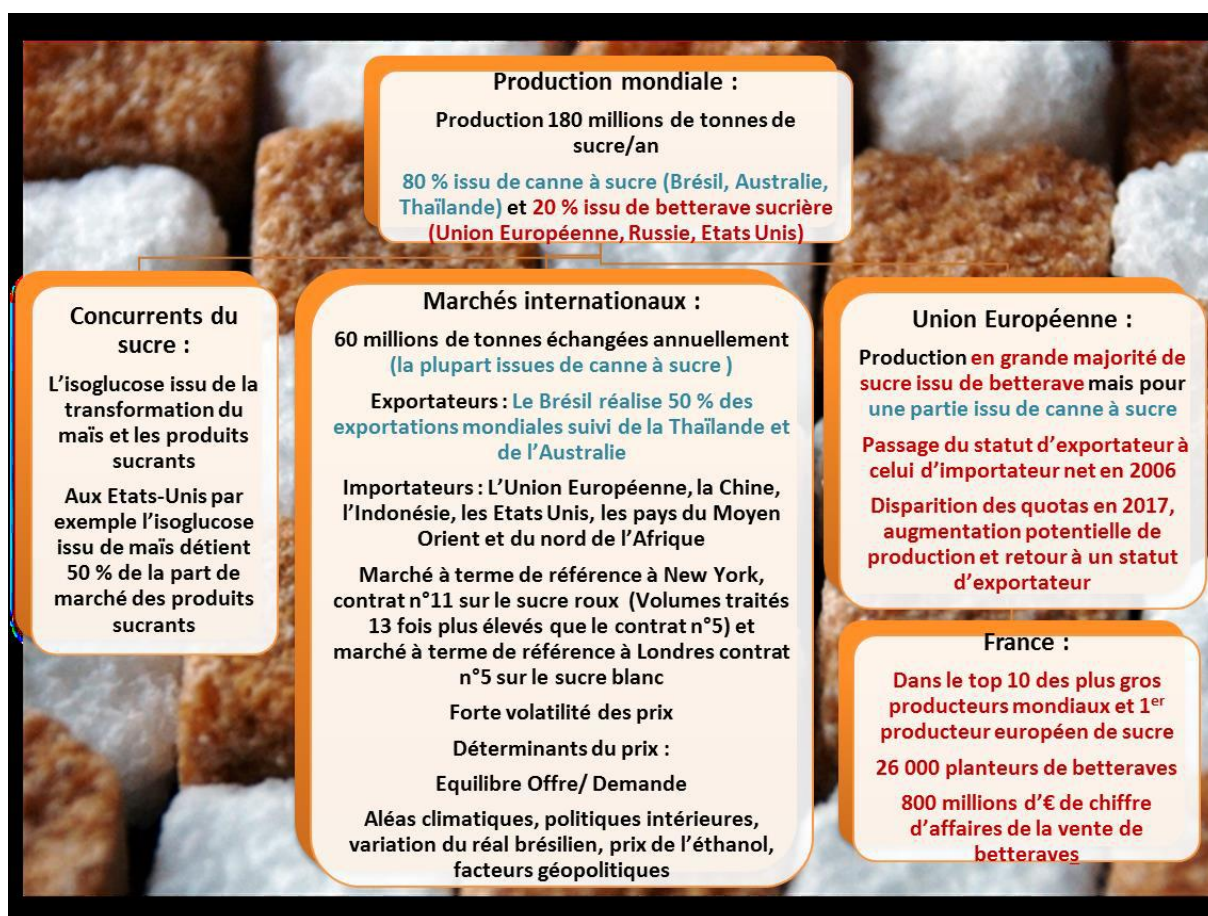 Production mondiale :
Production 180 millions de tonnes de
sucre/an
80 % issu de canne à sucre (Brésil, Australie,
Thaïlande) et 20 % issu de betterave sucrière
(Union Européenne, Russie, Etats Unis)
Concurrents du
sucre :
L’isoglucose issu de la
transformation du
maïs et les produits
sucrants
Aux Etats-Unis par
exemple l’isoglucose
issu de maïs détient
50 % de la part de
marché des produits
sucrants
Marchés internationaux :
60 millions de tonnes échangées annuellement
(la plupart issues de canne à sucre )
Exportateurs : Le Brésil réalise 50 % des
exportations mondiales suivi de la Thaïlande et
de l’Australie
Importateurs : L’Union Européenne, la Chine,
l’Indonésie, les Etats Unis, les pays du Moyen
Orient et du nord de l’Afrique
Marché à terme de référence à New York,
contrat n°11 sur le sucre roux (Volumes traités
13 fois plus élevés que le contrat n°5) et
marché à terme de référence à Londres contrat
n°5 sur le sucre blanc
Forte volatilité des prix
Déterminants du prix :
Equilibre Offre/ Demande
Aléas climatiques, politiques intérieures,
variation du réal brésilien, prix de l’éthanol,
facteurs géopolitiques
Union Européenne :
Production en grande majorité de
sucre issu de betterave mais pour
une partie issu de canne à sucre
Passage du statut d’exportateur à
celui d’importateur net en 2006
Disparition des quotas en 2017,
augmentation potentielle de
production et retour à un statut
d’exportateur
France :
Dans le top 10 des plus gros
producteurs mondiaux et 1er
producteur européen de sucre
26 000 planteurs de betteraves
800 millions d’€ de chiffre
d’affaires de la vente de
betteraves